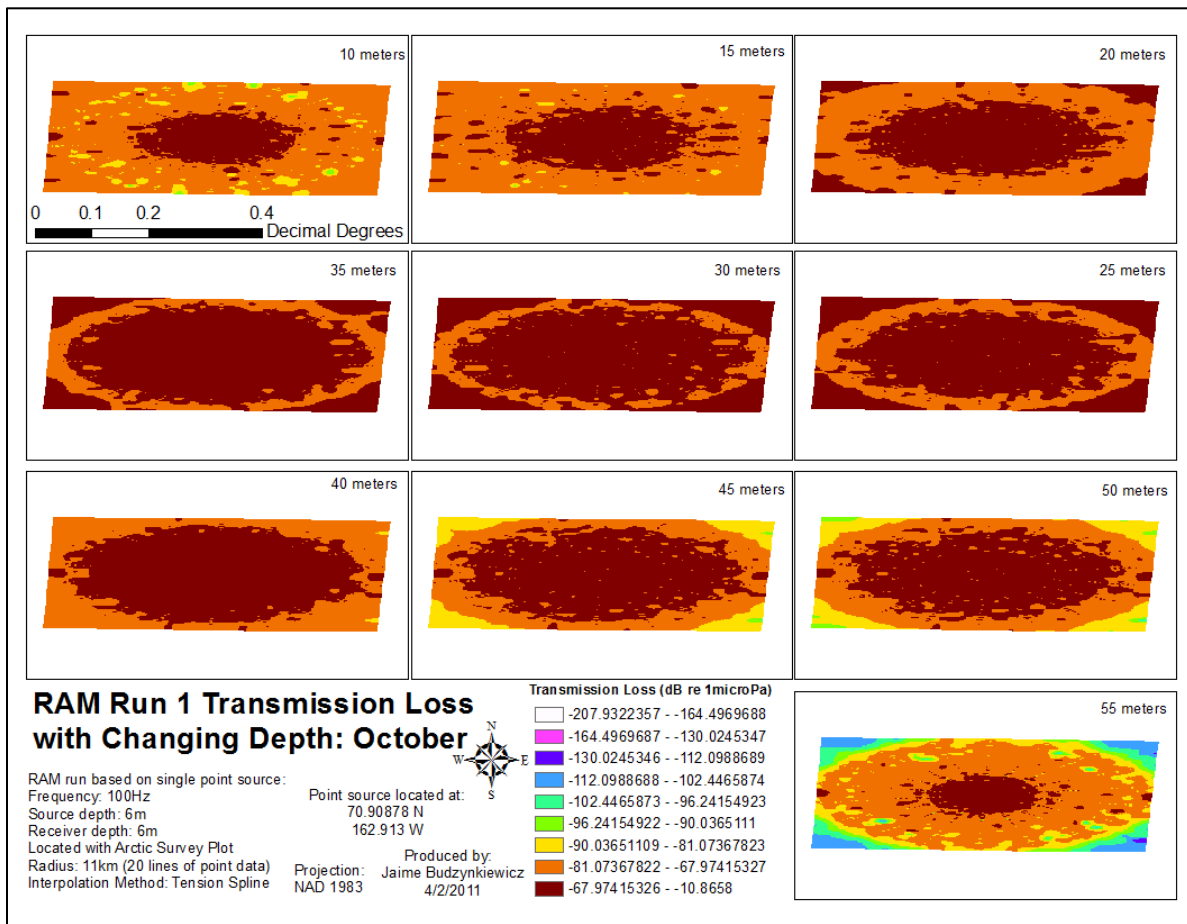 10 meters
15 meters
20 meters
0 0.1 0.2 0.4
Decimal Degrees
35 meters
30 meters
25 meters
40 meters
45 meters
50 meters
RAM Run 1 Transmission Loss
with Changing Depth: October
N
W E
S
RAM run based on single point source:
Frequency: 100Hz
Source depth: 6m
Receiver depth: 6m
Located with Arctic Survey Plot
Radius: 11km (20 lines of point data)
Interpolation Method: Tension Spline
Point source located at:
70.90878 N
162.913 W
Projection:
NAD 1983
Produced by:
Jaime Budzynkiewicz
4/2/2011
Transmission Loss (dB re 1microPa)
-207.9322357 - -164.4969688
-164.4969687 - -130.0245347
-130.0245346 - -112.0988689
-112.0988688 - -102.4465874
-102.4465873 - -96.24154923
-96.24154922 - -90.0365111
-90.03651109 - -81.07367823
-81.07367822 - -67.97415327
-67.97415326 - -10.8658
55 meters